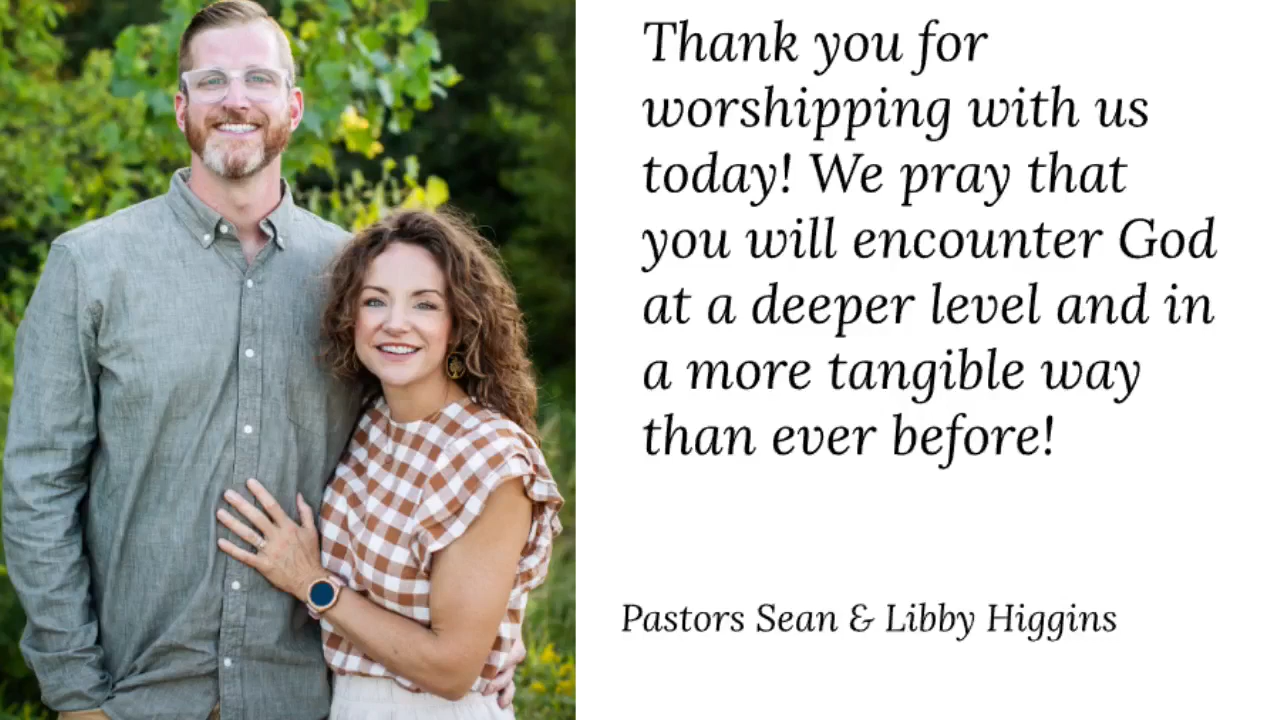 Thank you for
worshipping with us
today! We pray that
you will encounter God
at a deeper level and in
a more tangible way
than ever before!
Pastors Sean & Libby Higgins